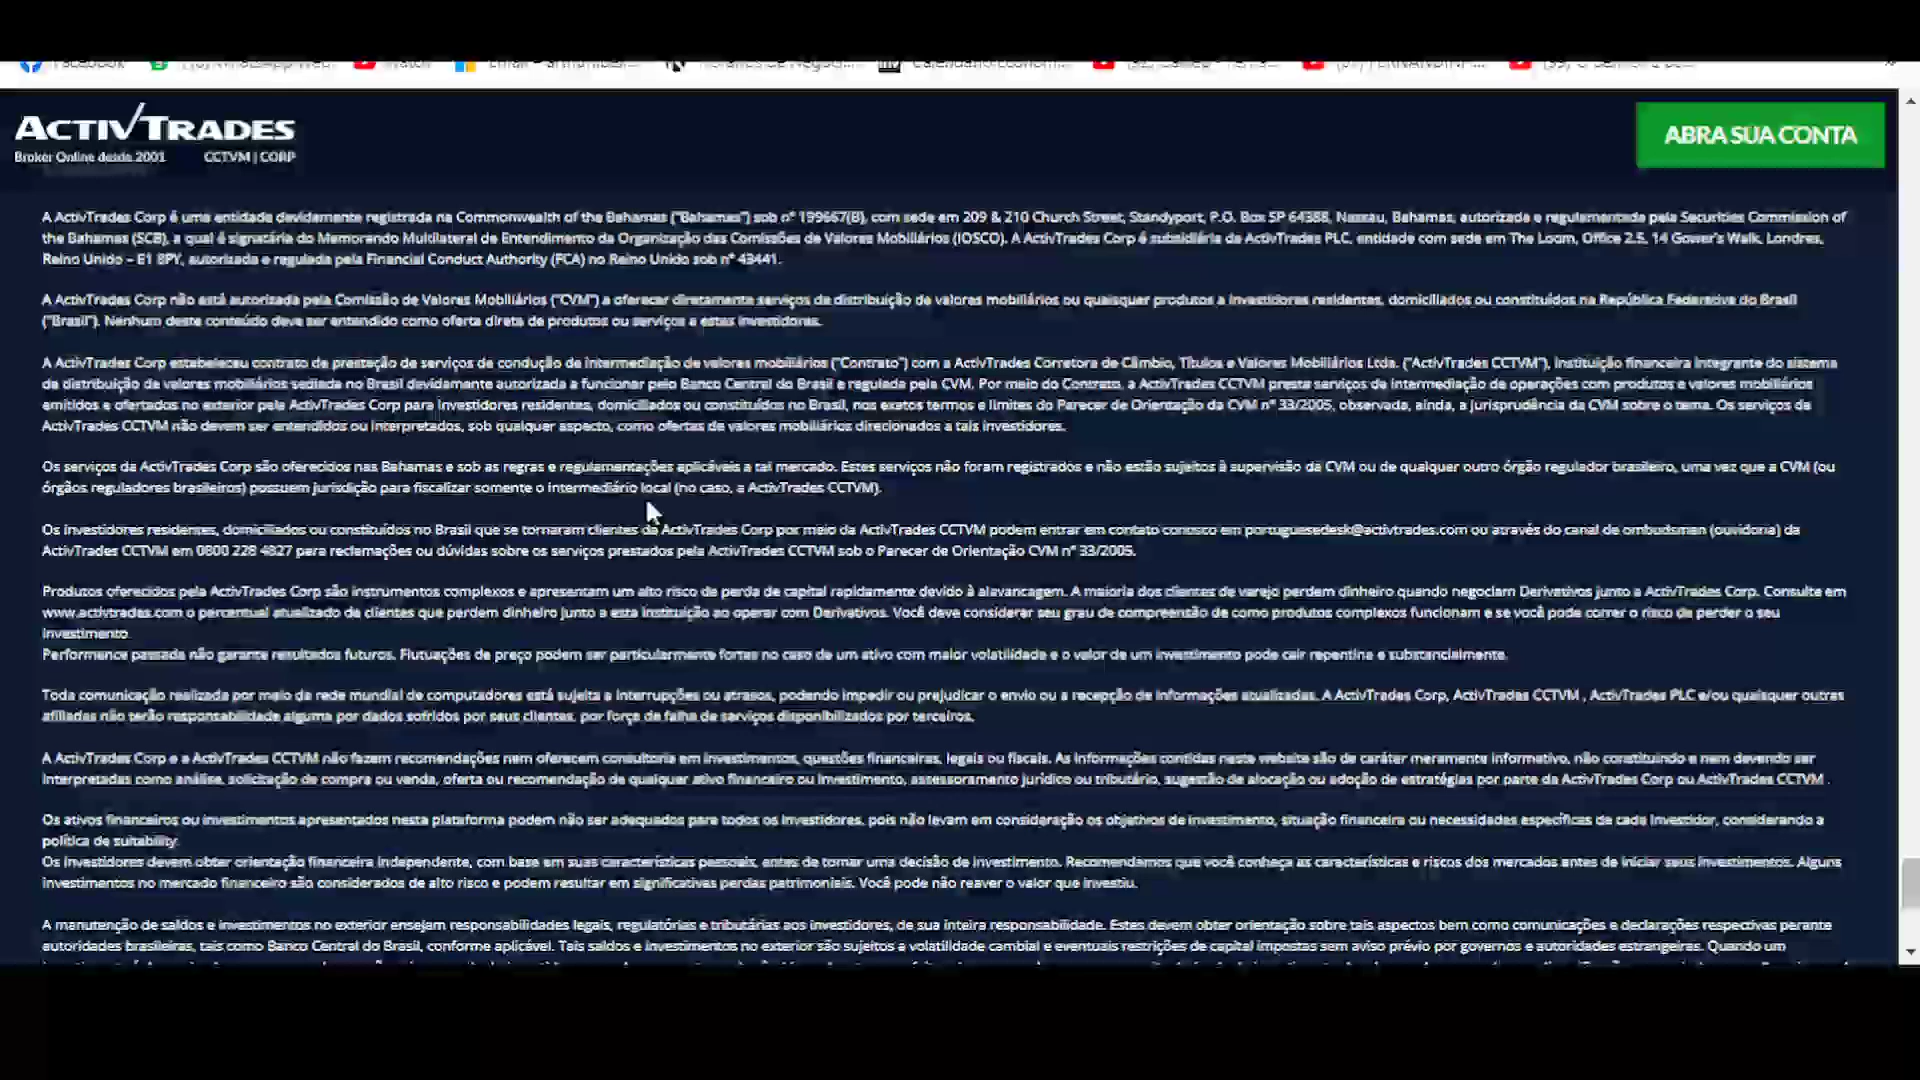 Facebook
ACTIVTRADES
Broker Online desde 2001 CCTVM | CORP
ABRA SUA CONTA
A ActivTrades Corp é uma entidade devidamente registrada na Commonwealth of the Bahamas ("Bahamas") sob n° 199667(B), com sede em 209 & 210 Church Street, Standyport, P.O. Box SP 64388, Nassau, Bahamas, autorizada e regulamentada pela Securities Commission of
the Bahamas (SCB), a qual é signatária do Memorando Multilateral de Entendimento da Organização das Comissões de Valores Mobiliários (IOSCO). A ActivTrades Corp é subsidiária da ActivTrades PLC, entidade com sede em The Loom, Office 2.5, 14 Gower's Walk, Londres,
Reino Unido – E1 8PY, autorizada e regulada pela Financial Conduct Authority (FCA) no Reino Unido sob n° 43441.
A ActivTrades Corp não está autorizada pela Comissão de Valores Mobiliários ("CVM") a oferecer diretamente serviços de distribuição de valores mobiliários ou quaisquer produtos a investidores residentes, domiciliados ou constituídos na República Federativa do Brasil
("Brasil"). Nenhum deste conteúdo deve ser entendido como oferta direta de produtos ou serviços a estes investidores.
A ActivTrades Corp estabeleceu contrato de prestação de serviços de condução de intermediação de valores mobiliários ("Contrato") com a ActivTrades Corretora de Câmbio, Títulos e Valores Mobiliários Ltda. ("ActivTrades CCTVM"), instituição financeira integrante do sistema
de distribuição de valores mobiliários sediada no Brasil devidamente autorizada a funcionar pelo Banco Central do Brasil e regulada pela CVM. Por meio do Contrato, a ActivTrades CCTVM presta serviços de intermediação de operações com produtos e valores mobiliários
emitidos e ofertados no exterior pela ActivTrades Corp para investidores residentes, domiciliados ou constituídos no Brasil, nos exatos termos e limites do Parecer de Orientação da CVM n° 33/2005, observada, ainda, a jurisprudência da CVM sobre o tema. Os serviços da
ActivTrades CCTVM não devem ser entendidos ou interpretados, sob qualquer aspecto, como ofertas de valores mobiliários direcionados a tais investidores.
Os serviços da ActivTrades Corp são oferecidos nas Bahamas e sob as regras e regulamentações aplicáveis a tal mercado. Estes serviços não foram registrados e não estão sujeitos à supervisão da CVM ou de qualquer outro órgão regulador brasileiro, uma vez que a CVM (ou
órgãos reguladores brasileiros) possuem jurisdição para fiscalizar somente o intermediário local (no caso, a ActivTrades CCTVM).
Os investidores residentes, domiciliados ou constituídos no Brasil que se tornaram clientes da ActivTrades Corp por meio da ActivTrades CCTVM podem entrar em contato conosco em portuguesedesk@activtrades.com ou através do canal de ombudsman (ouvidoria) da
ActivTrades CCTVM em 0800 228 4827 para reclamações ou dúvidas sobre os serviços prestados pela ActivTrades CCTVM sob o Parecer de Orientação CVM n° 33/2005.
Produtos oferecidos pela ActivTrades Corp são instrumentos complexos e apresentam um alto risco de perda de capital rapidamente devido à alavancagem. A maioria dos clientes de varejo perdem dinheiro quando negociam Derivativos junto a ActivTrades Corp. Consulte em
www.activtrades.com o percentual atualizado de clientes que perdem dinheiro junto a esta instituição ao operar com Derivativos. Você deve considerar seu grau de compreensão de como produtos complexos funcionam e se você pode correr o risco de perder o seu
investimento.
Performance passada não garante resultados futuros. Flutuações de preço podem ser particularmente fortes no caso de um ativo com maior volatilidade e o valor de um investimento pode cair repentina e substancialmente.
Toda comunicação realizada por meio da rede mundial de computadores está sujeita a interrupções ou atrasos, podendo impedir ou prejudicar o envio ou a recepção de informações atualizadas. A ActivTrades Corp, ActivTrades CCTVM , ActivTrades PLC e/ou quaisquer outras
afiliadas não terão responsabilidade alguma por dados sofridos por seus clientes, por força de falha de serviços disponibilizados por terceiros.
A ActivTrades Corp e a ActivTrades CCTVM não fazem recomendações nem oferecem consultoria em investimentos, questões financeiras, legais ou fiscais. As informações contidas neste website são de caráter meramente informativo, não constituindo e nem devendo ser
interpretadas como análise, solicitação de compra ou venda, oferta ou recomendação de qualquer ativo financeiro ou investimento, assessoramento jurídico ou tributário, sugestão de alocação ou adoção de estratégias por parte da ActivTrades Corp ou ActivTrades CCTVM .
Os ativos financeiros ou investimentos apresentados nesta plataforma podem não ser adequados para todos os investidores, pois não levam em consideração os objetivos de investimento, situação financeira ou necessidades específicas de cada investidor, considerando a
política de suitability.
Os investidores devem obter orientação financeira independente, com base em suas características pessoais, antes de tomar uma decisão de investimento. Recomendamos que você conheça as características e riscos dos mercados antes de iniciar seus investimentos. Alguns
investimentos no mercado financeiro são considerados de alto risco e podem resultar em significativas perdas patrimoniais. Você pode não reaver o valor que investiu.
A manutenção de saldos e investimentos no exterior ensejam responsabilidades legais, regulatórias e tributárias aos investidores, de sua inteira responsabilidade. Estes devem obter orientação sobre tais aspectos bem como comunicações e declarações respectivas perante
autoridades brasileiras, tais como Banco Central do Brasil, conforme aplicável. Tais saldos e investimentos no exterior são sujeitos a volatilidade cambial e eventuais restrições de capital impostas sem aviso prévio por governos e autoridades estrangeiras. Quando um